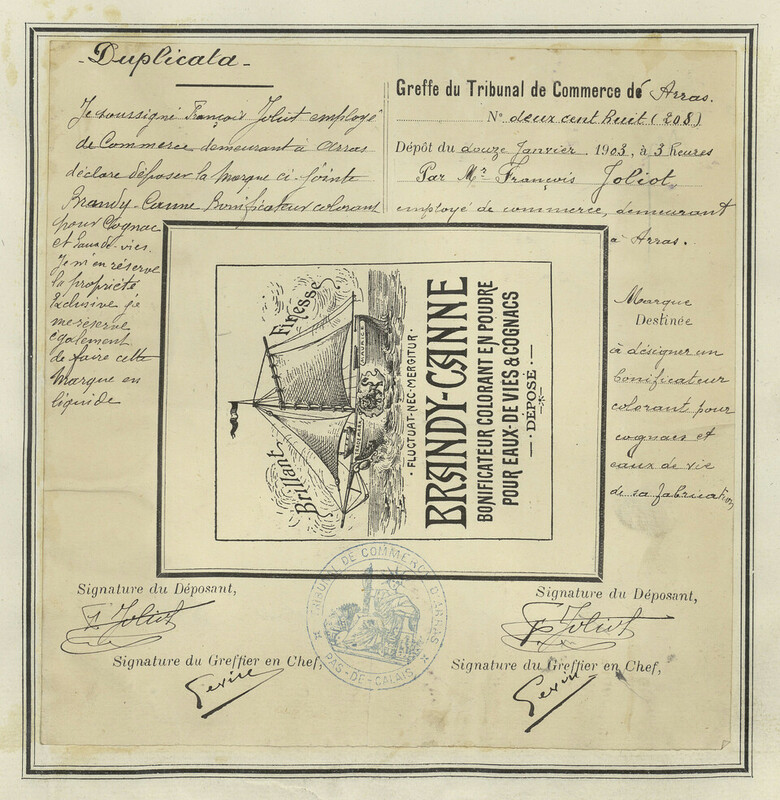 Duplicata
Je soussigné François Joliot employé
de Commerce demeurant à Arras
déclare déposer la marque ci-jointe
Brandy-Canne Bonificateur colorant
pour Cognac
et Eaux de vies.
Je m'en réserve
la propriété
Exclusive je
me réserve
également
de faire cette
Marque en
liquide
Greffe du Tribunal de Commerce de Arras.
N° deux cent huit (208)
Dépôt du douze Janvier 1903, à 3 heures
Par Mr François Joliot,
employé de commerce, demeurant
à Arras.
Marque
Destinée
à désigner un
bonificateur
colorant pour
cognacs et
eaux de vie
de sa fabrication
Brillant
Finesse
· FLUCTUAT·NEC·MERGITUR ·
BRANDY-CANNE
BONIFICATEUR COLORANT EN POUDRE
POUR EAUX-DE VIES & COGNACS
DÉPOSÉ
TRIBUNAL DE COMMERCE D'ARRAS
PAS-DE-CALAIS
Signature du Déposant,
F. Joliot
Signature du Greffier en Chef,
Signature du Déposant,
F. Joliot
Signature du Greffier en Chef,